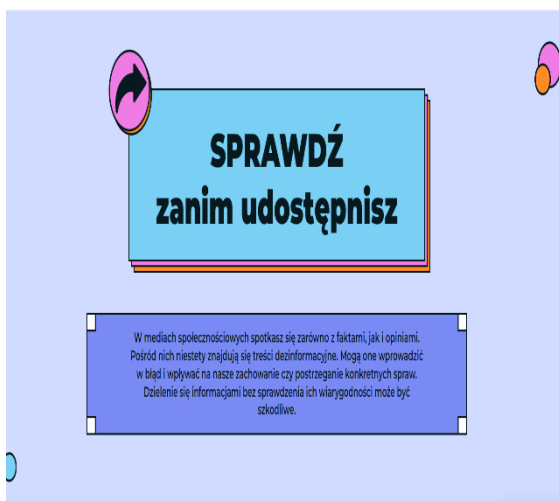 SPRAWDŹ
zanim udostępnisz
W mediach społecznościowych spotkasz się zarówno z faktami, jak i opiniami.
Pośród nich niestety znajdują się treści dezinformacyjne. Mogą one wprowadzić
w błąd i wpływać na nasze zachowanie czy postrzeganie konkretnych spraw.
Dzielenie się informacjami bez sprawdzenia ich wiarygodności może być
szkodliwe.